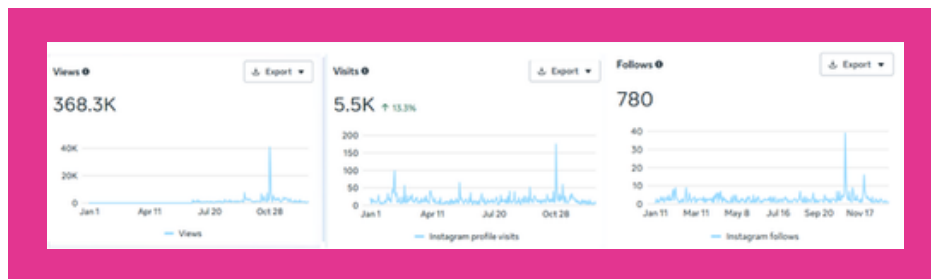 Views
Export
368.3K
40K
20K
0
Jan 1 Apr 11 Jul 20 Oct 28
Views
Visits
Export
5.5K ↑ 13.3%
200
150
100
50
0
Jan 1 Apr 11 Jul 20 Oct 28
Instagram profile visits
Follows
Export
780
40
30
20
10
0
Jan 11 Mar 11 May 8 Jul 16 Sep 20 Nov 17
Instagram follows